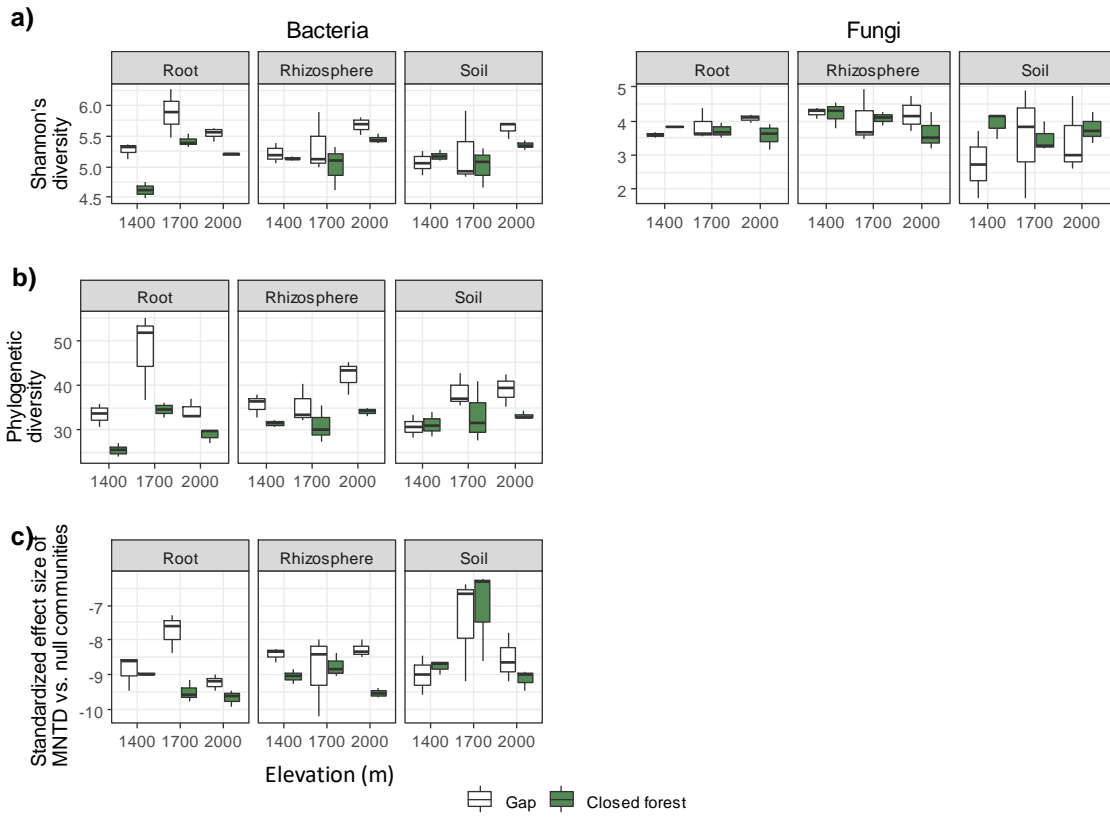 a)
Bacteria
Fungi
Root
Rhizosphere
Soil
Root
Rhizosphere
Soil
Shannon's
diversity
6.0
5.5
5.0
4.5
5
4
3
2
1400 1700 2000
1400 1700 2000
1400 1700 2000
1400 1700 2000
1400 1700 2000
1400 1700 2000
b)
Root
Rhizosphere
Soil
Phylogenetic
diversity
50
40
30
1400 1700 2000
1400 1700 2000
1400 1700 2000
c)
Root
Rhizosphere
Soil
Standardized effect size of
MNTD vs. null communities
-7
-8
-9
-10
1400 1700 2000
1400 1700 2000
1400 1700 2000
Elevation (m)
Gap
Closed forest